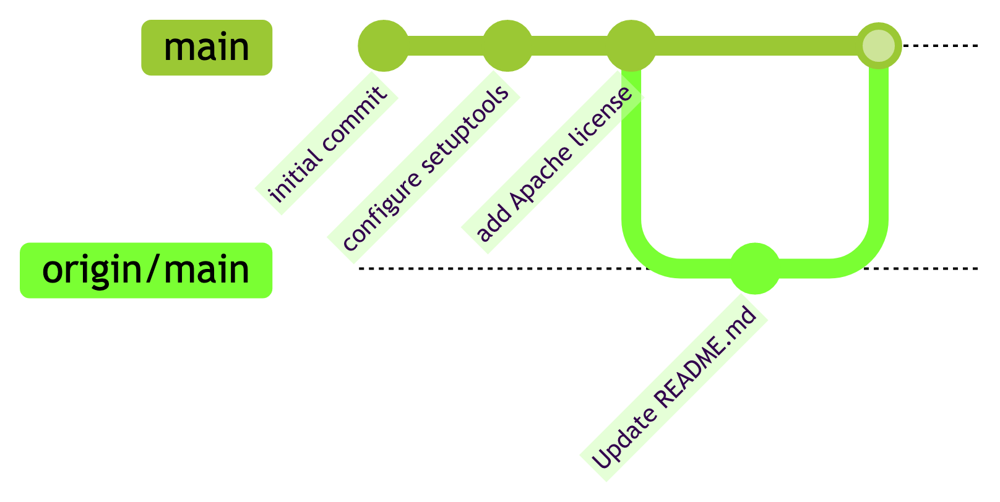 main
initial commit
configure setuptools
add Apache license
origin/main
Update README.md